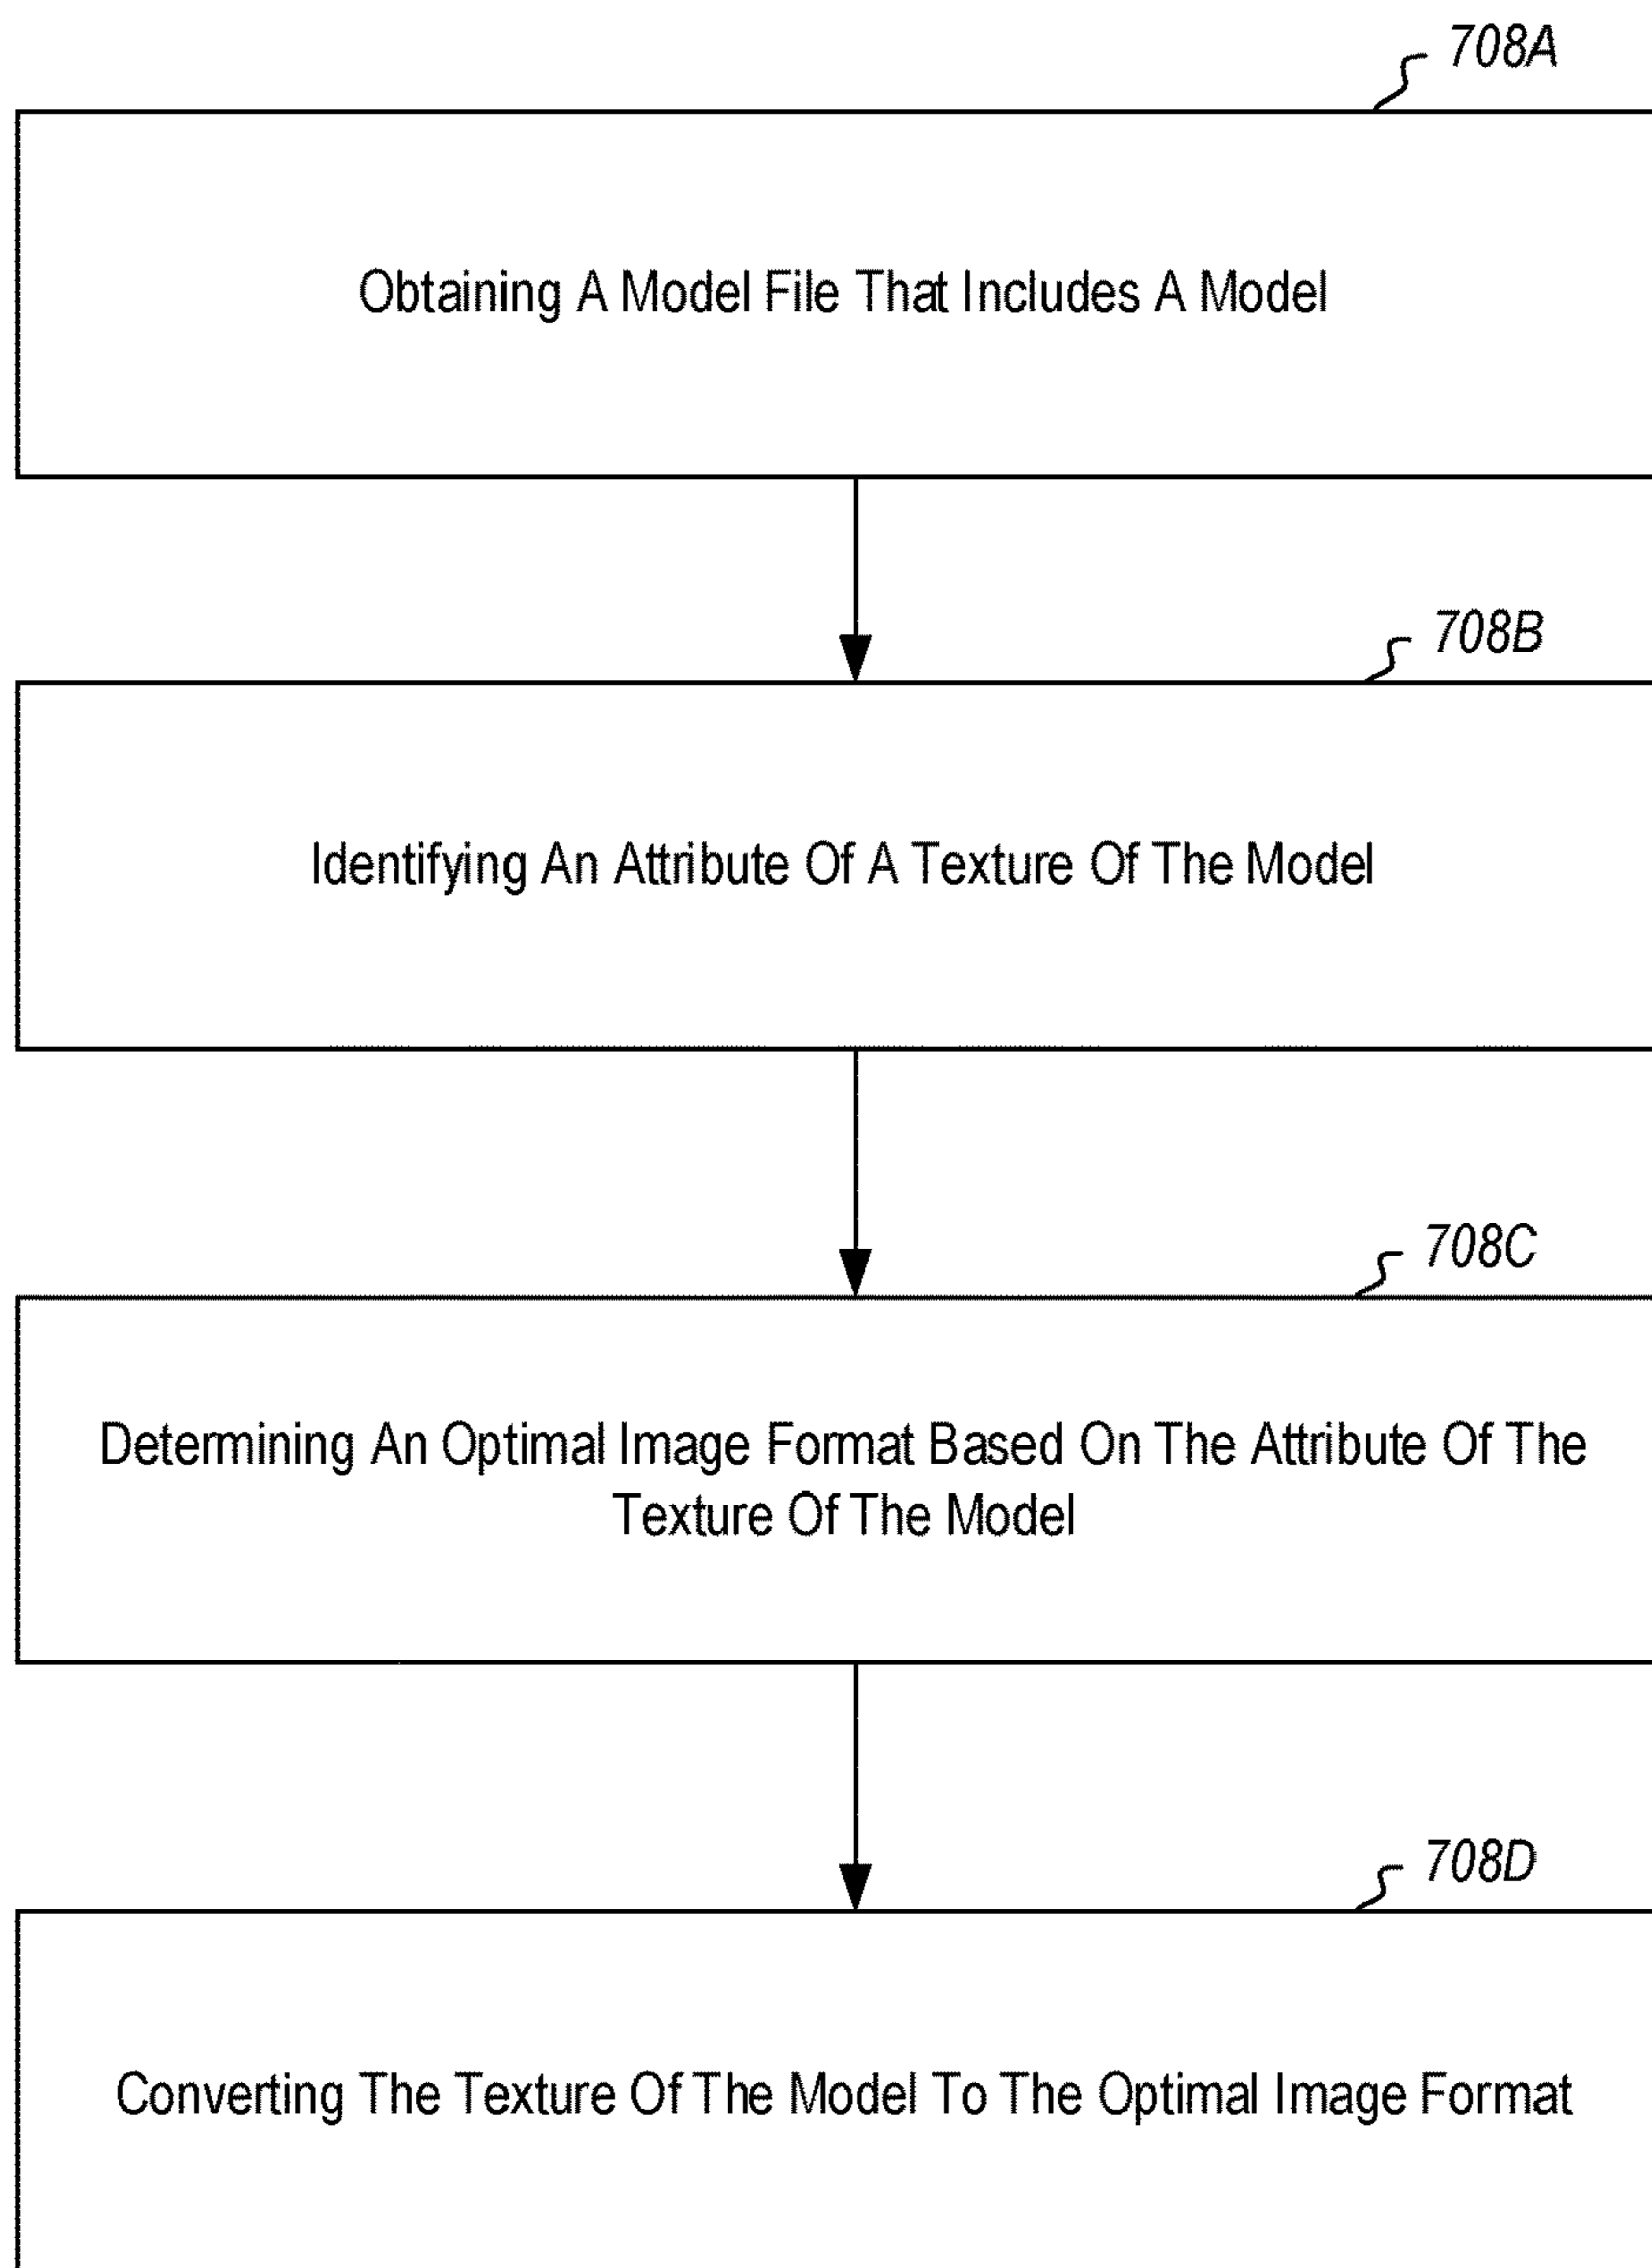 708A
Obtaining A Model File That Includes A Model
708B
Identifying An Attribute Of A Texture Of The Model
708C
Determining An Optimal Image Format Based On The Attribute Of The
Texture Of The Model
708D
Converting The Texture Of The Model To The Optimal Image Format